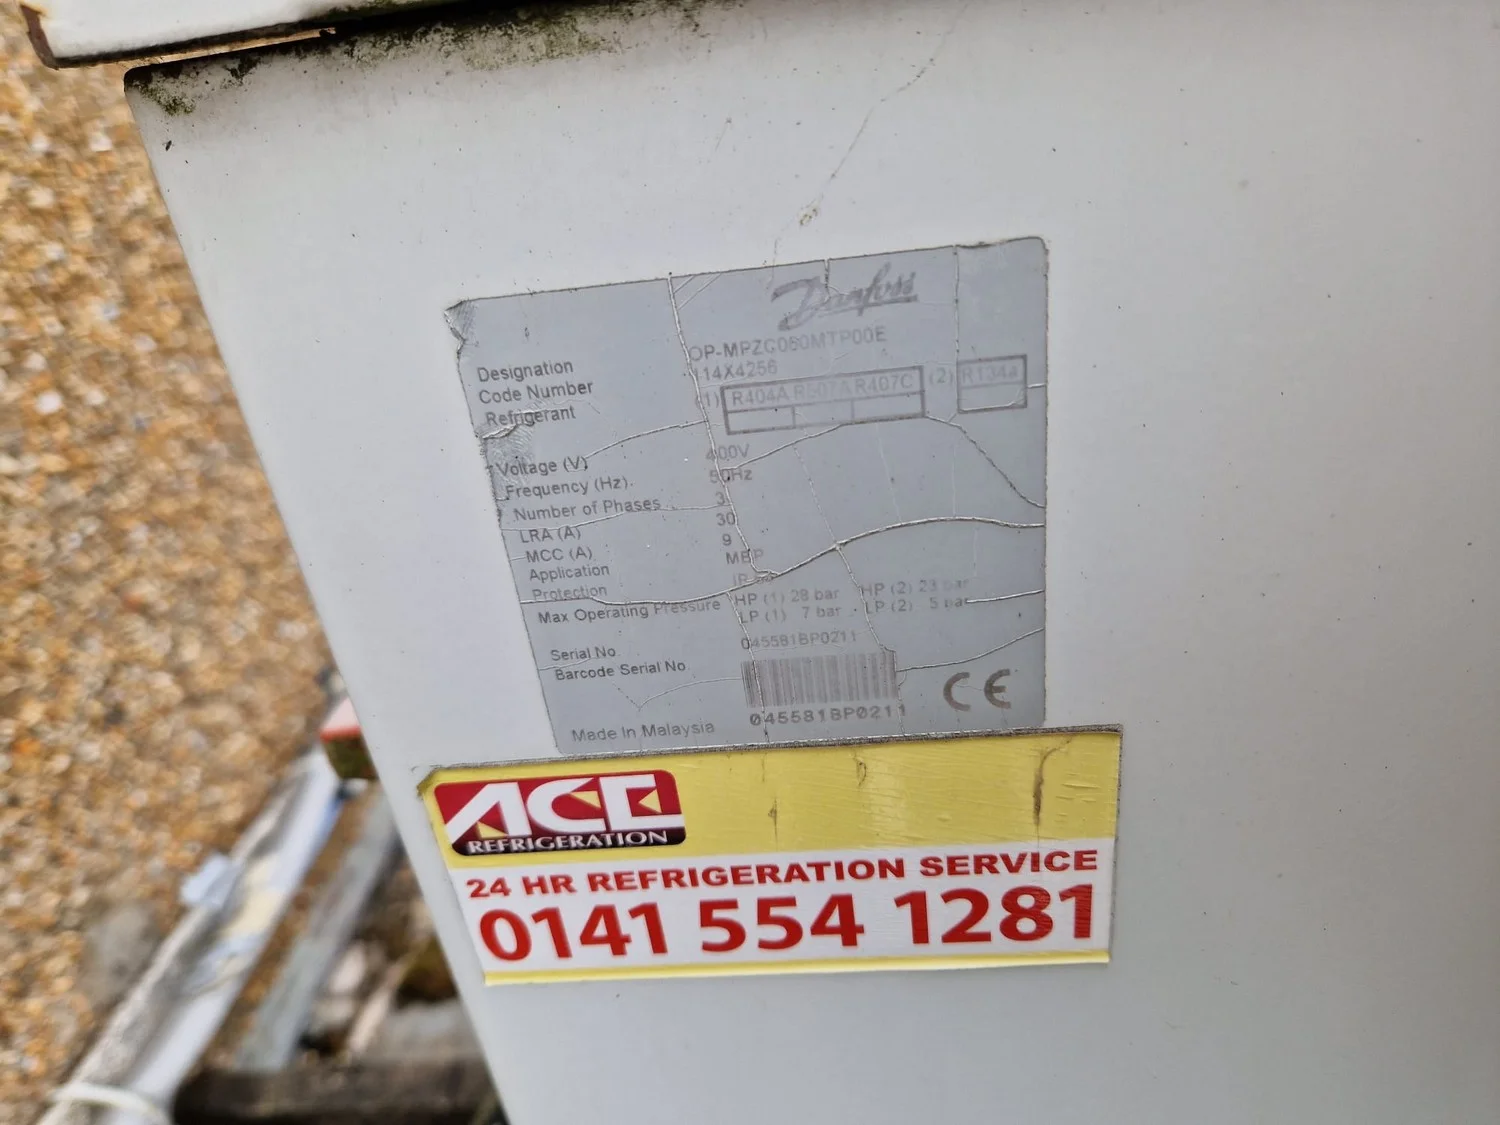 Danfoss
Designation OP-MPZC060MTP00E
Code Number 114X4256
Refrigerant (1) R404A R507A R407C (2) R134a
Voltage (V) 400V
Frequency (Hz). 50Hz
Number of Phases 3
LRA (A) 30
MCC (A) 9
Application MBP
Protection IP
Max Operating Pressure HP (1) 28 bar HP (2) 23 bar
LP (1) 7 bar LP (2) 5 bar
Serial No. 045581BP0211
Barcode Serial No.
045581BP0211
CE
Made In Malaysia
ACE
REFRIGERATION
24 HR REFRIGERATION SERVICE
0141 554 1281